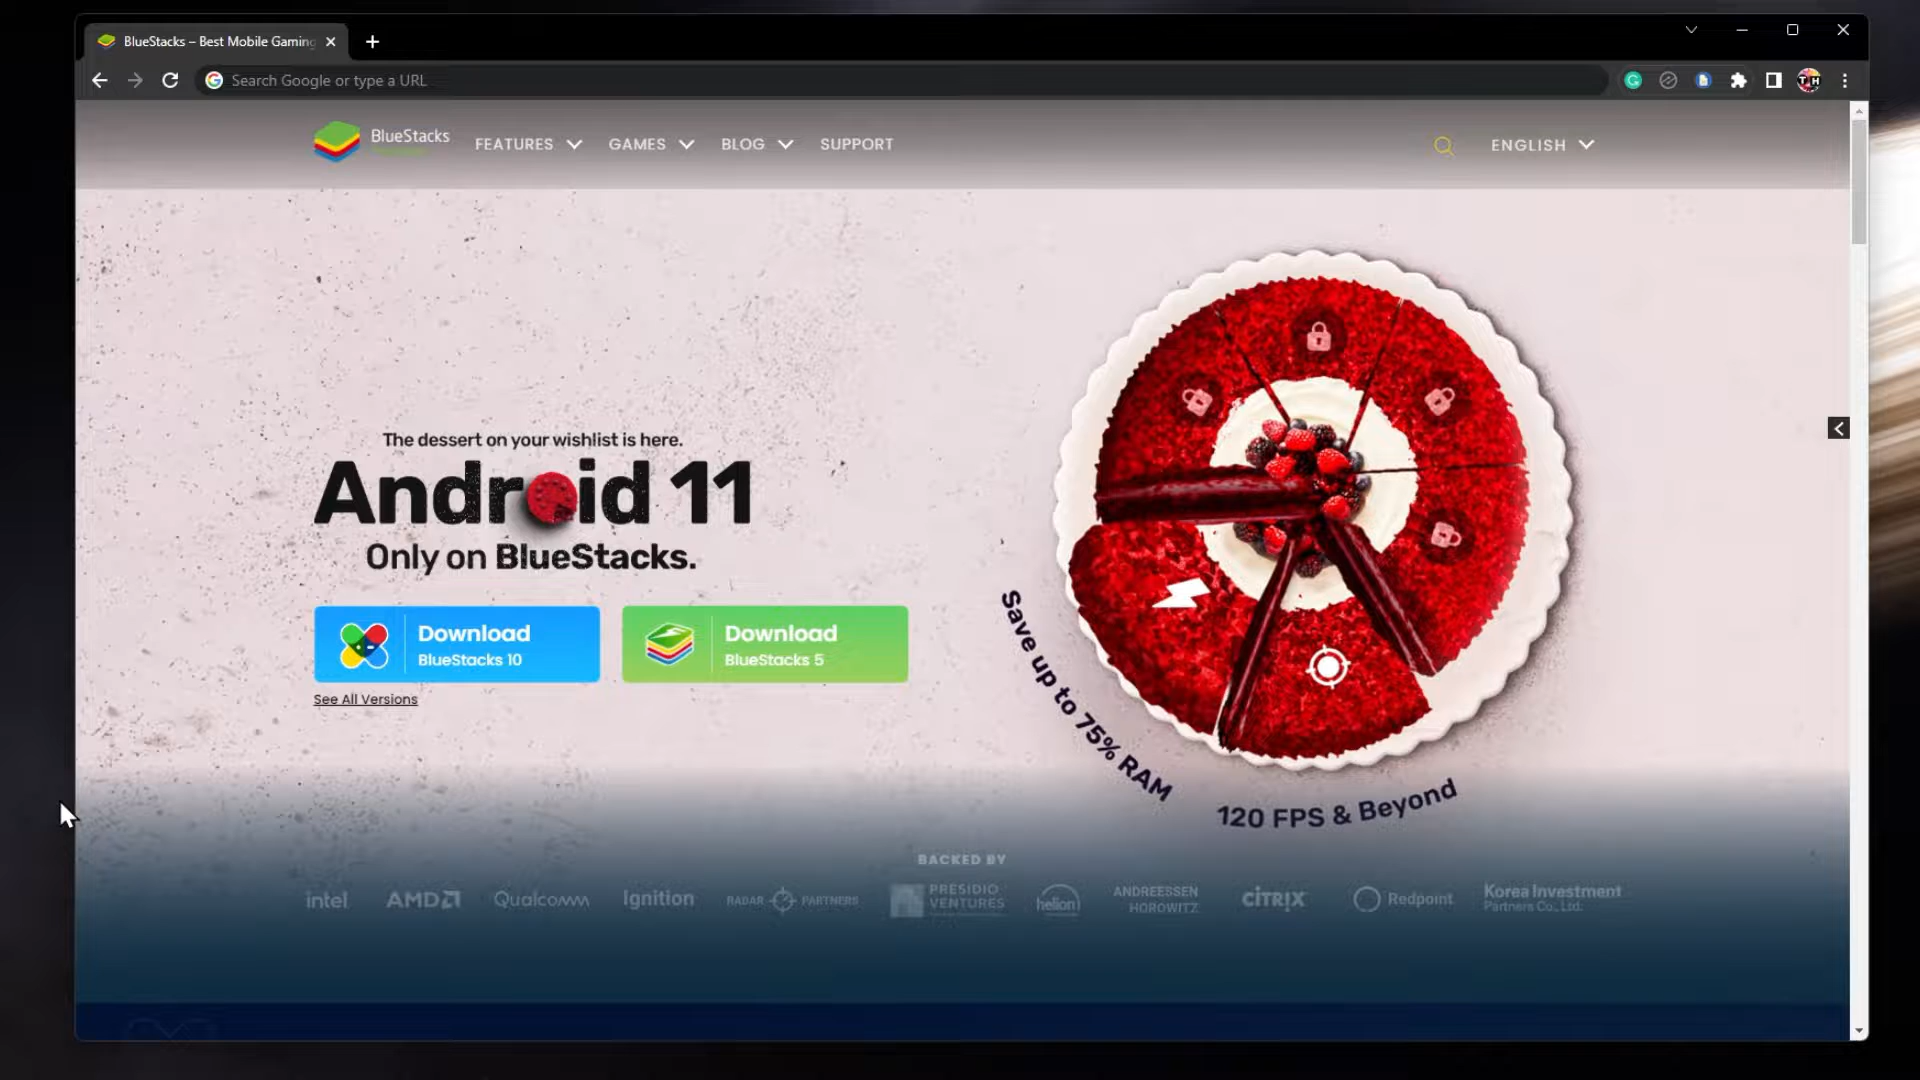 BlueStacks – Best Mobile Gaming
Search Google or type a URL
BlueStacks
FEATURES
GAMES
BLOG
SUPPORT
ENGLISH
The dessert on your wishlist is here.
Android 11
Only on BlueStacks.
Download
BlueStacks 10
Download
BlueStacks 5
See All Versions
Save up to 75% RAM
120 FPS & Beyond
BACKED BY
intel
AMD
Qualcomm
Ignition
RADAR PARTNERS
PRESIDIO
VENTURES
helion
ANDREESSEN
HOROWITZ
CITRIX
Redpoint
Korea Investment
Partners Co., Ltd.